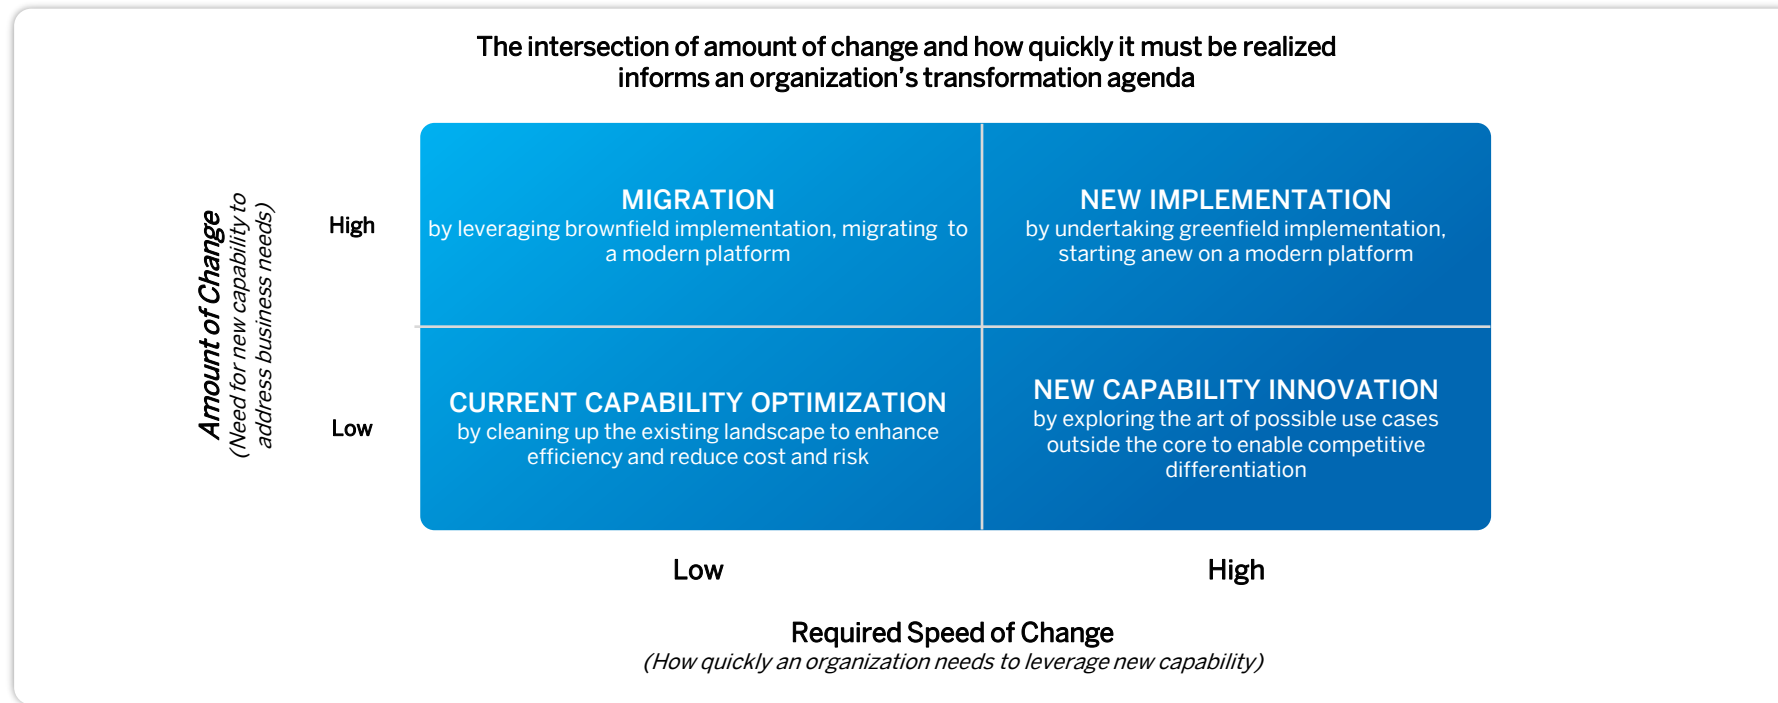 The intersection of amount of change and how quickly it must be realized
informs an organization's transformation agenda
Amount of Change
(Need for new capability to
address business needs)
High
MIGRATION
by leveraging brownfield implementation, migrating to
a modern platform
NEW IMPLEMENTATION
by undertaking greenfield implementation,
starting anew on a modern platform
Low
CURRENT CAPABILITY OPTIMIZATION
by cleaning up the existing landscape to enhance
efficiency and reduce cost and risk
NEW CAPABILITY INNOVATION
by exploring the art of possible use cases
outside the core to enable competitive
differentiation
Low
High
Required Speed of Change
(How quickly an organization needs to leverage new capability)